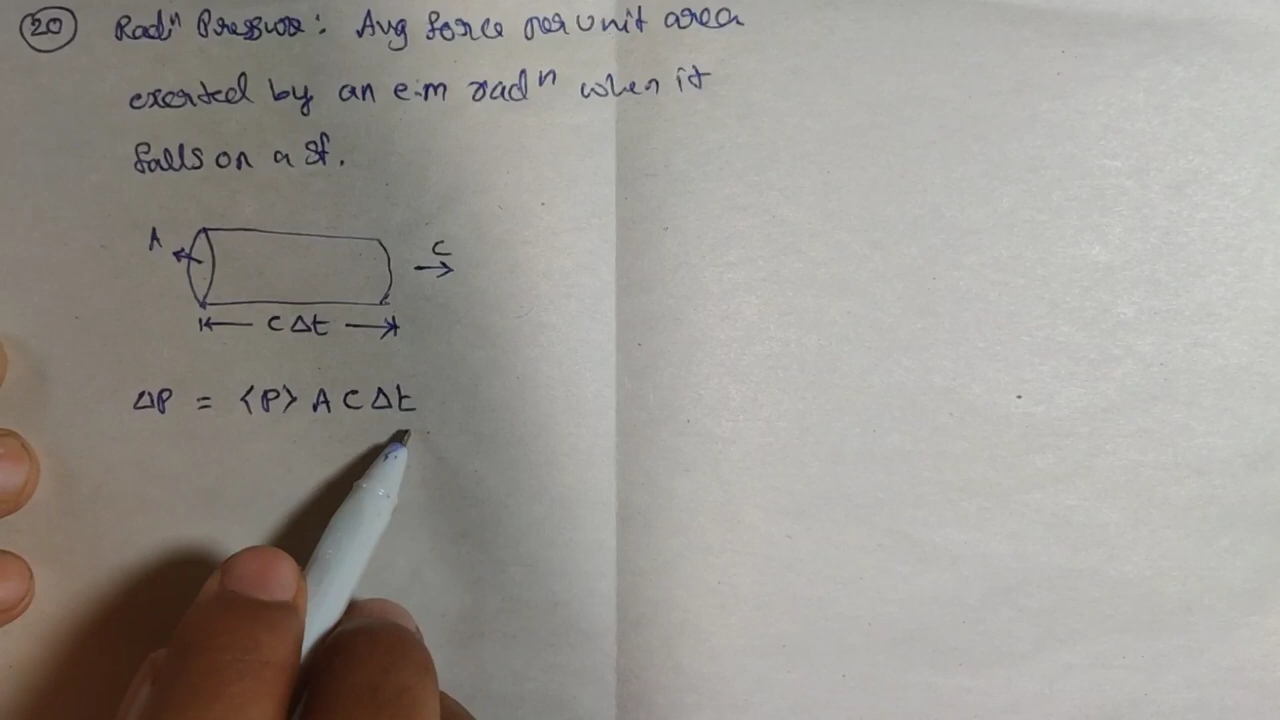 20 Radⁿ Pressure: Avg force per unit area
exerted by an e.m radⁿ when it
falls on a sf.
A
C
C Δt
ΔP = ⟨P⟩ A C Δt